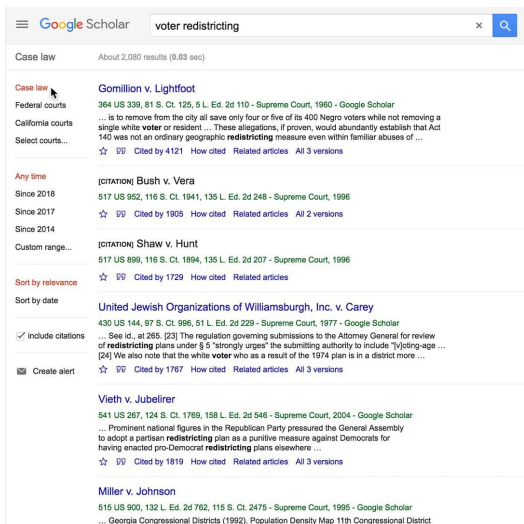 Google Scholar
voter redistricting
×
Case law
About 2,080 results (0.03 sec)
Case law
Federal courts
California courts
Select courts...
Any time
Since 2018
Since 2017
Since 2014
Custom range...
Sort by relevance
Sort by date
include citations
Create alert
Gomillion v. Lightfoot
364 US 339, 81 S. Ct. 125, 5 L. Ed. 2d 110 - Supreme Court, 1960 - Google Scholar
… is to remove from the city all save only four or five of its 400 Negro voters while not removing a
single white voter or resident … These allegations, if proven, would abundantly establish that Act
140 was not an ordinary geographic redistricting measure even within familiar abuses of …
Cited by 4121 How cited Related articles All 3 versions
[CITATION] Bush v. Vera
517 US 952, 116 S. Ct. 1941, 135 L. Ed. 2d 248 - Supreme Court, 1996
Cited by 1905 How cited Related articles All 2 versions
[CITATION] Shaw v. Hunt
517 US 899, 116 S. Ct. 1894, 135 L. Ed. 2d 207 - Supreme Court, 1996
Cited by 1729 How cited Related articles
United Jewish Organizations of Williamsburgh, Inc. v. Carey
430 US 144, 97 S. Ct. 996, 51 L. Ed. 2d 229 - Supreme Court, 1977 - Google Scholar
… See id., at 265. [23] The regulation governing submissions to the Attorney General for review
of redistricting plans under § 5 "strongly urges" the submitting authority to include "[v]oting-age …
[24] We also note that the white voter who as a result of the 1974 plan is in a district more …
Cited by 1767 How cited Related articles All 3 versions
Vieth v. Jubelirer
541 US 267, 124 S. Ct. 1769, 158 L. Ed. 2d 546 - Supreme Court, 2004 - Google Scholar
… Prominent national figures in the Republican Party pressured the General Assembly
to adopt a partisan redistricting plan as a punitive measure against Democrats for
having enacted pro-Democrat redistricting plans elsewhere …
Cited by 1819 How cited Related articles All 3 versions
Miller v. Johnson
515 US 900, 132 L. Ed. 2d 762, 115 S. Ct. 2475 - Supreme Court, 1995 - Google Scholar
… Georgia Congressional Districts (1992), Population Density Map 11th Congressional District